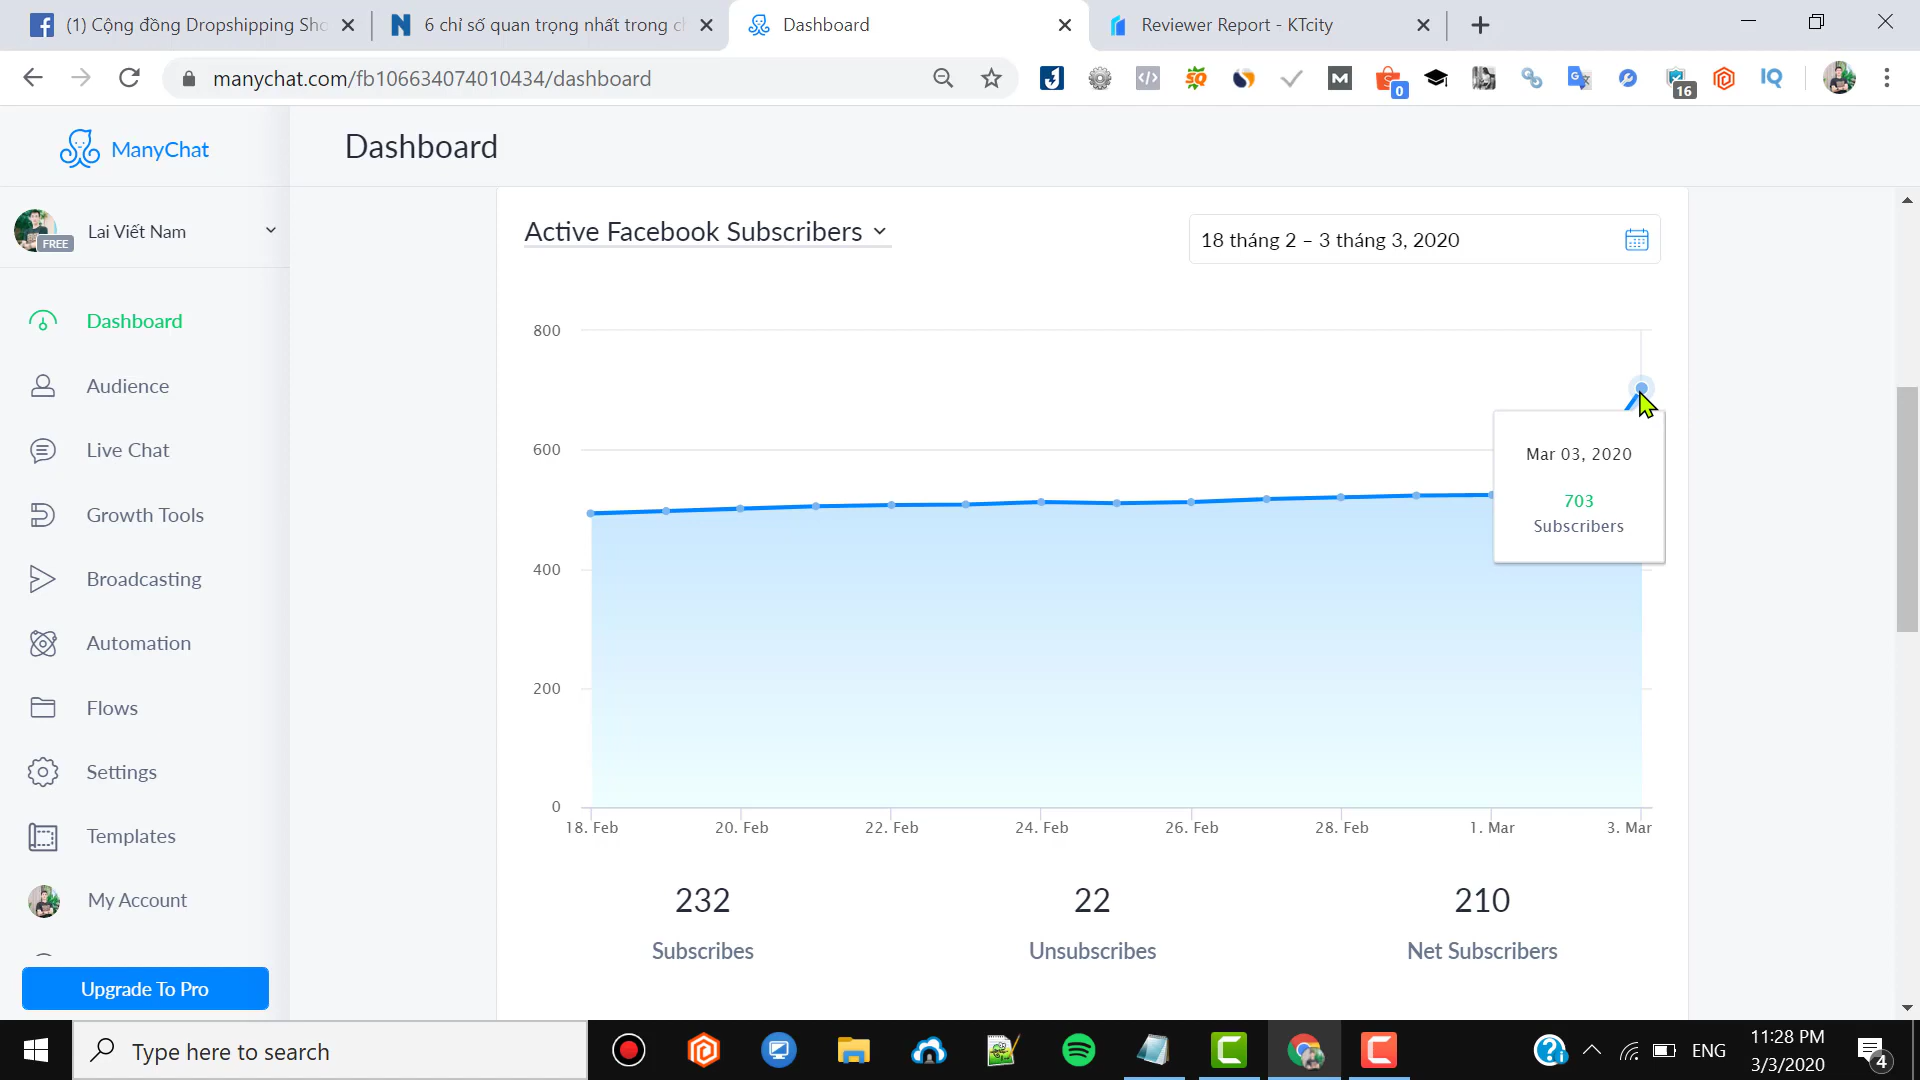 (1) Cộng đồng Dropshipping Sho
6 chỉ số quan trọng nhất trong ch
Dashboard
Reviewer Report - KTcity
manychat.com/fb106634074010434/dashboard
0
16
IQ
ManyChat
Dashboard
FREE
Lai Viết Nam
Active Facebook Subscribers
18 tháng 2 – 3 tháng 3, 2020
Dashboard
Audience
Live Chat
Growth Tools
Broadcasting
Automation
Flows
Settings
Templates
My Account
Upgrade To Pro
800
600
400
200
0
Mar 03, 2020
703
Subscribers
18. Feb
20. Feb
22. Feb
24. Feb
26. Feb
28. Feb
1. Mar
3. Mar
232
22
210
Subscribes
Unsubscribes
Net Subscribers
Type here to search
ENG
11:28 PM
3/3/2020
4